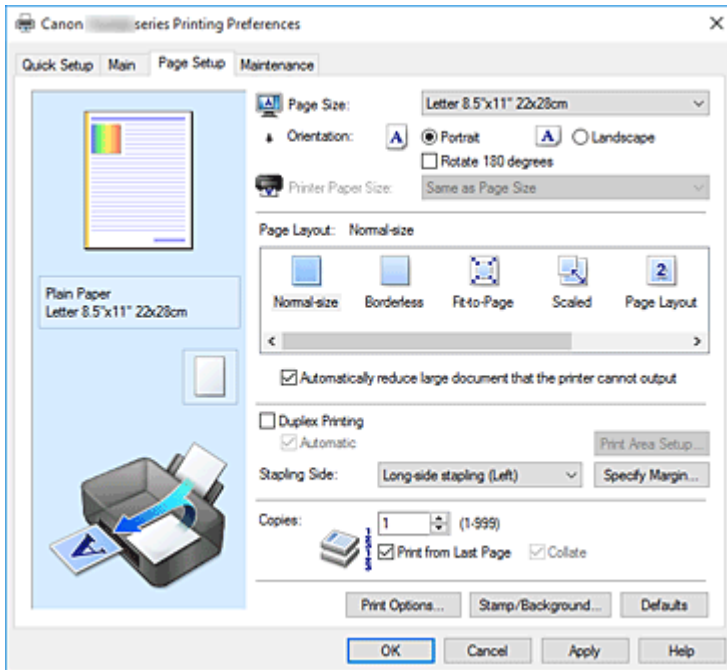 Canon series Printing Preferences
Quick Setup Main Page Setup Maintenance
Page Size: Letter 8.5"x11" 22x28cm
Orientation: A Portrait A Landscape
Rotate 180 degrees
Printer Paper Size: Same as Page Size
Page Layout: Normal-size
2
Normal-size Borderless Fit-to-Page Scaled Page Layout
Plain Paper
Letter 8.5"x11" 22x28cm
Automatically reduce large document that the printer cannot output
Duplex Printing
Automatic Print Area Setup...
Stapling Side: Long-side stapling (Left) Specify Margin...
A
Copies: 1 (1-999)
Print from Last Page Collate
Print Options... Stamp/Background... Defaults
OK Cancel Apply Help